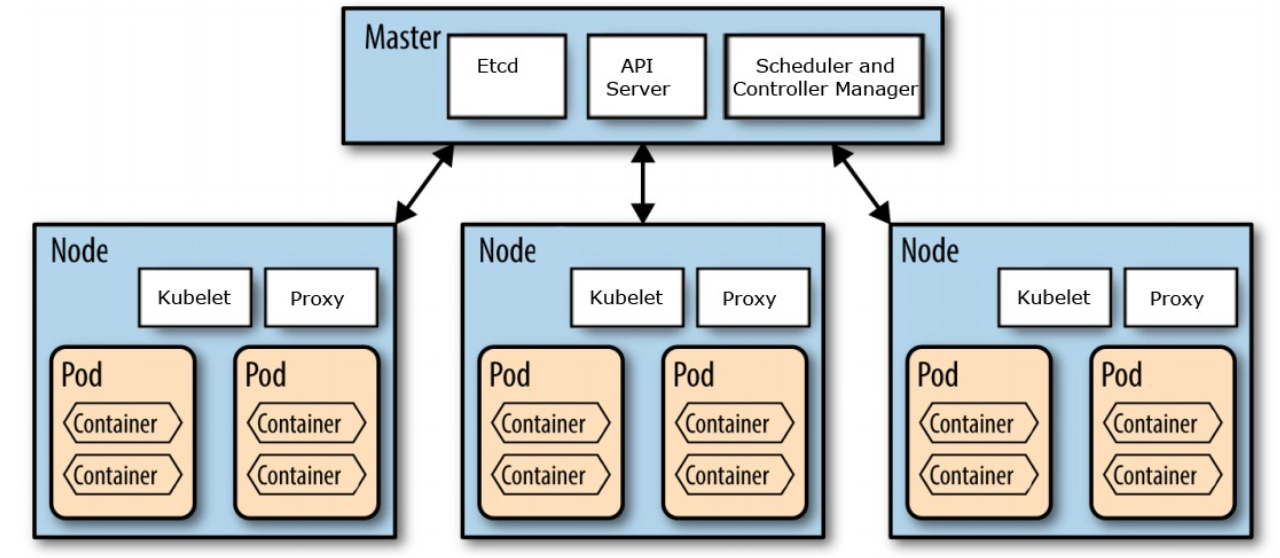 Master
Etcd
API
Server
Scheduler and
Controller Manager
Node
Kubelet
Proxy
Pod
Container
Container
Pod
Container
Container
Node
Kubelet
Proxy
Pod
Container
Container
Pod
Container
Container
Node
Kubelet
Proxy
Pod
Container
Container
Pod
Container
Container